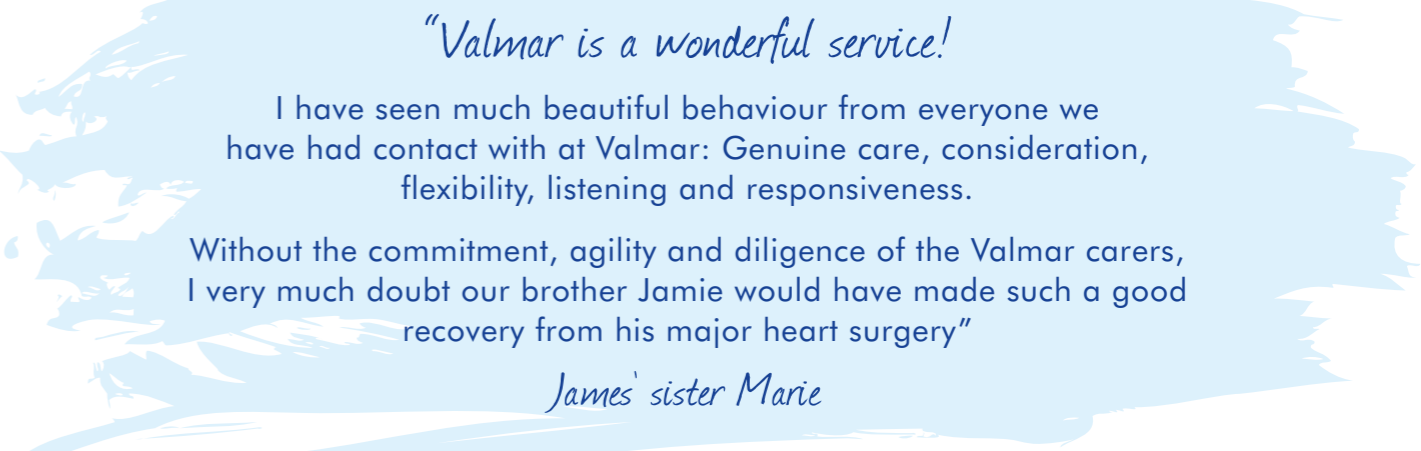 “Valmar is a wonderful service!
I have seen much beautiful behaviour from everyone we
have had contact with at Valmar: Genuine care, consideration,
flexibility, listening and responsiveness.
Without the commitment, agility and diligence of the Valmar carers,
I very much doubt our brother Jamie would have made such a good
recovery from his major heart surgery”
James‘ sister Marie